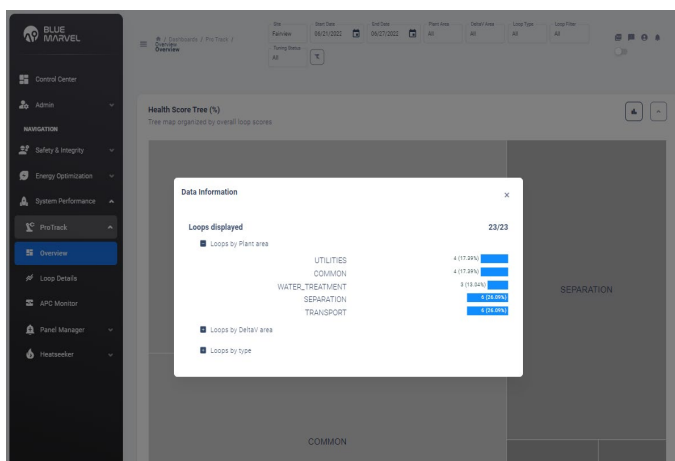 BLUE
MARVEL
Control Center
Admin
NAVIGATION
Safety & Integrity
Energy Optimization
System Performance
ProTrack
Overview
Loop Details
APC Monitor
Panel Manager
Heatseeker
/ Dashboards / Pro Track /
Overview
Overview
Site
Fairview
Start Date
06/21/2022
End Date
06/27/2022
Plant Area
All
DeltaV Area
All
Loop Type
All
Loop Filter
All
Tuning Status
All
Health Score Tree (%)
Tree map organized by overall loop scores
Data Information
×
Loops displayed 23/23
Loops by Plant area
UTILITIES 4 (17.39%)
COMMON 4 (17.39%)
WATER_TREATMENT 3 (13.04%)
SEPARATION 6 (26.09%)
TRANSPORT 6 (26.09%)
Loops by DeltaV area
Loops by type
SEPARATION
COMMON